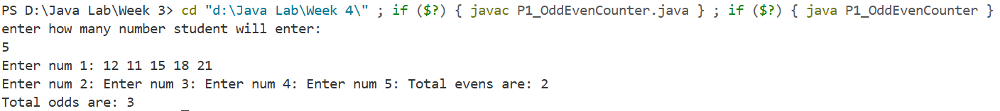 PS D:\Java Lab\Week 3> cd "d:\Java Lab\Week 4\" ; if ($?) { javac P1_OddEvenCounter.java } ; if ($?) { java P1_OddEvenCounter }
enter how many number student will enter:
5
Enter num 1: 12 11 15 18 21
Enter num 2: Enter num 3: Enter num 4: Enter num 5: Total evens are: 2
Total odds are: 3